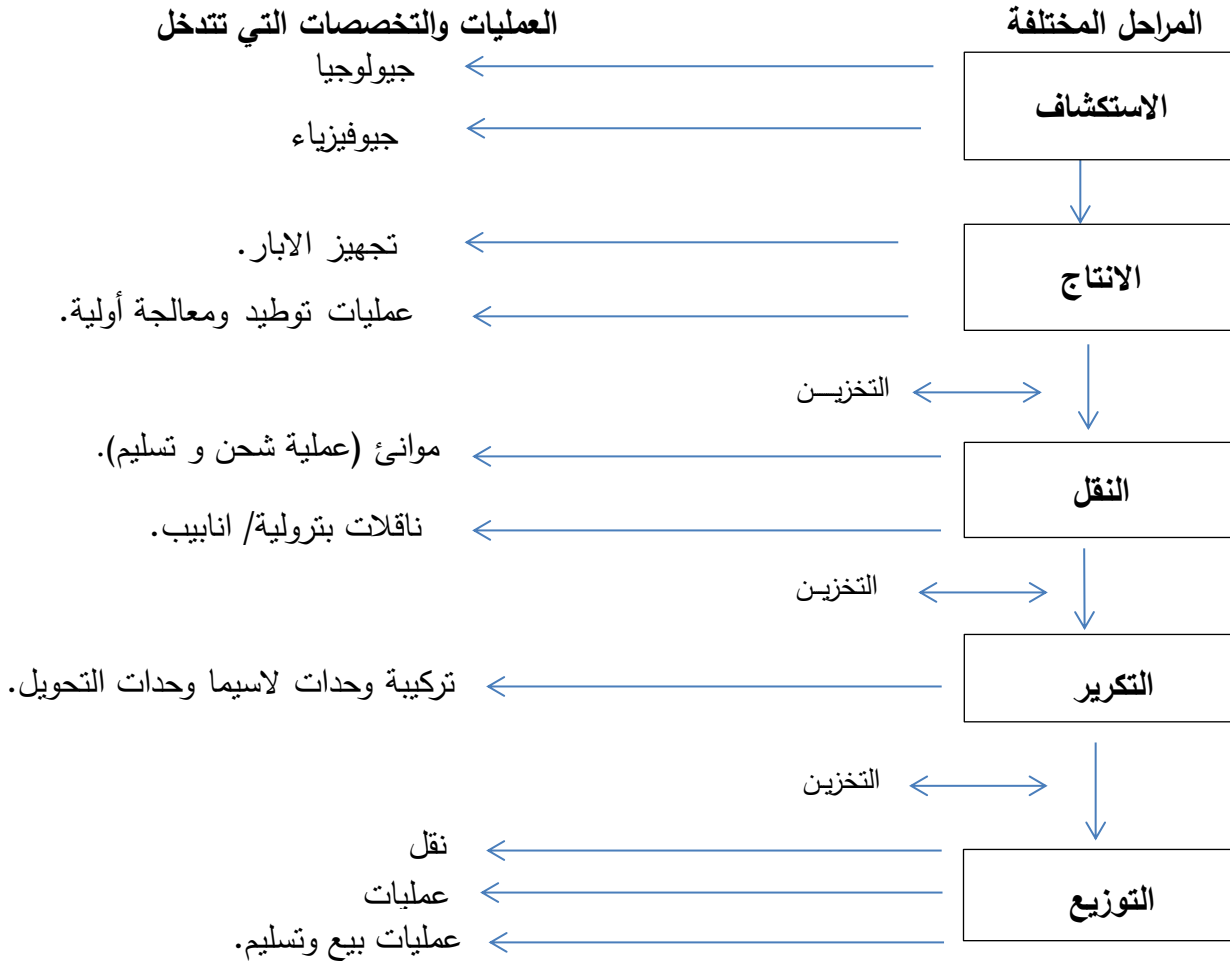 المراحل المختلفة
العمليات والتخصصات التي تتدخل
الاستكشاف
جيولوجيا
جيوفيزياء
الانتاج
تجهيز الابار.
عمليات توطيد ومعالجة أولية.
التخزيــن
النقل
موانئ (عملية شحن و تسليم).
ناقلات بترولية/ انابيب.
التخزيـن
التكرير
تركيبة وحدات لاسيما وحدات التحويل.
التخزين
التوزيع
نقل
عمليات
عمليات بيع وتسليم.